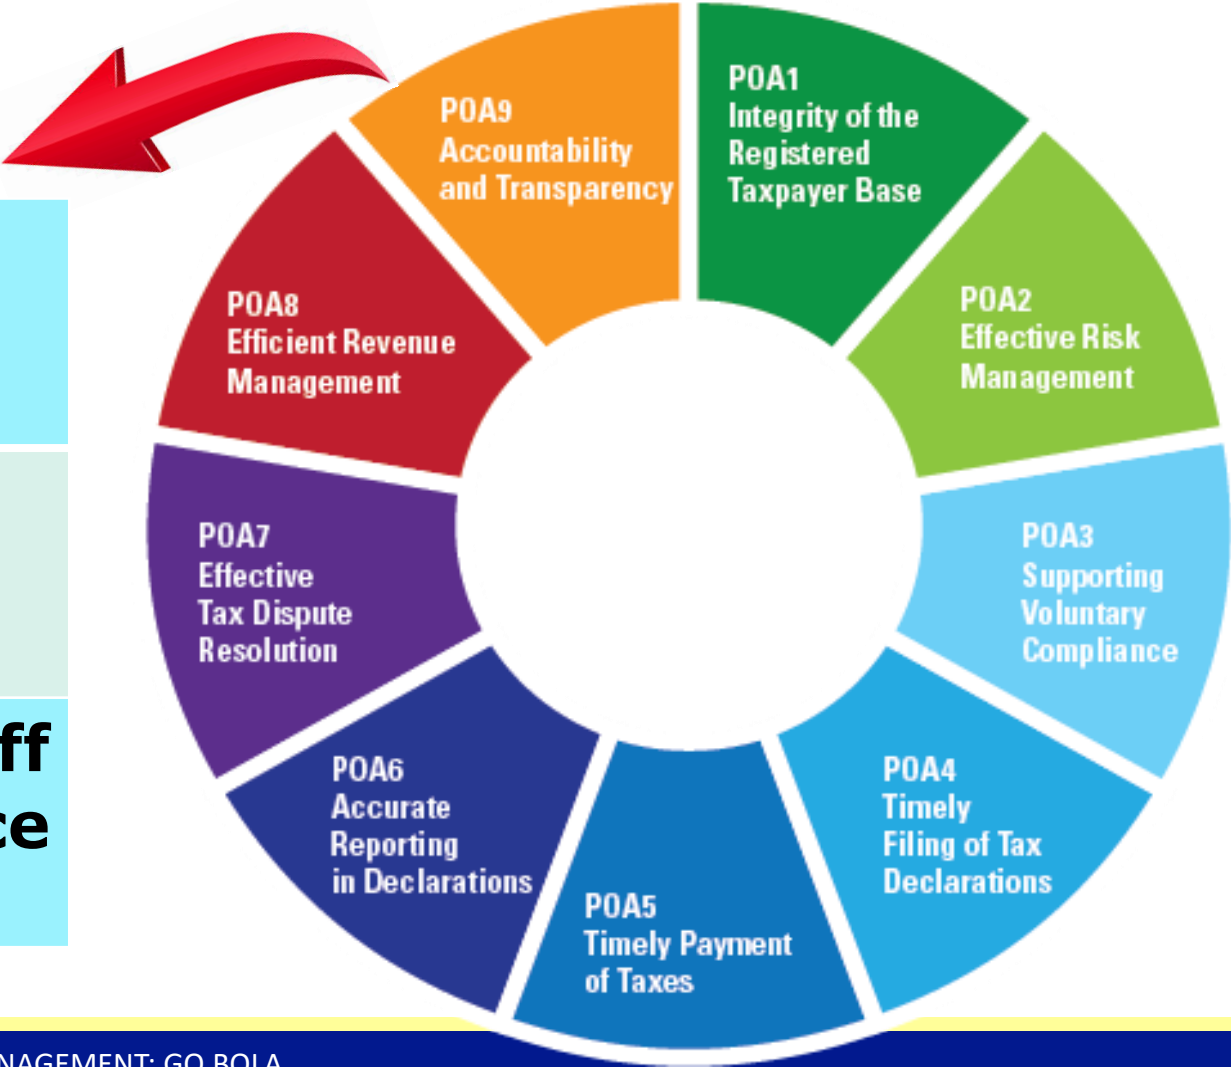 POA1
Integrity of the
Registered
Taxpayer Base
POA2
Effective Risk
Management
POA3
Supporting
Voluntary
Compliance
POA4
Timely
Filing of Tax
Declarations
POA5
Timely Payment
of Taxes
POA6
Accurate
Reporting
in Declarations
POA7
Effective
Tax Dispute
Resolution
POA8
Efficient Revenue
Management
POA9
Accountability
and Transparency
ff
ce
NAGEMENT: GO BOLA